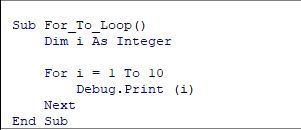 Sub For_To_Loop()
    Dim i As Integer

    For i = 1 To 10
        Debug.Print (i)
    Next
End Sub